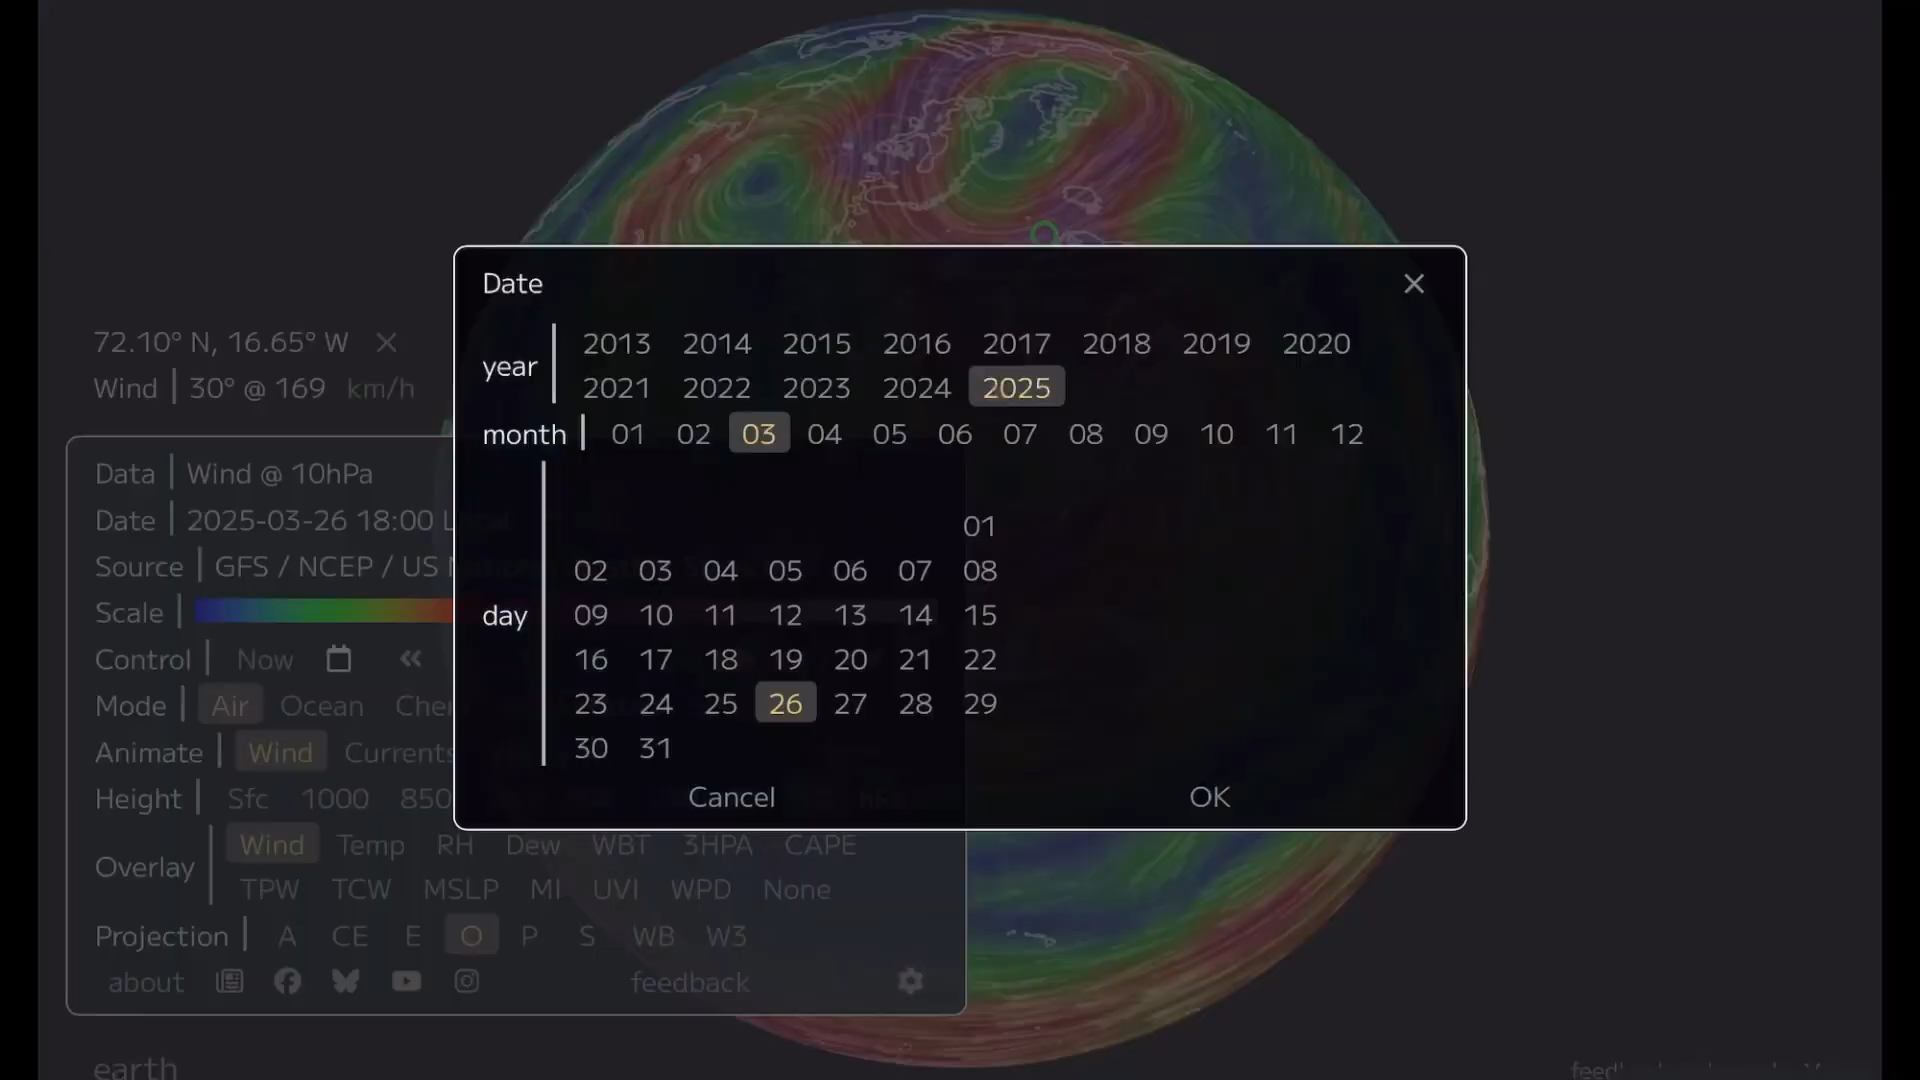 Date ×
year
2013 2014 2015 2016 2017 2018 2019 2020
2021 2022 2023 2024 2025
month 01 02 03 04 05 06 07 08 09 10 11 12
day
01
02 03 04 05 06 07 08
09 10 11 12 13 14 15
16 17 18 19 20 21 22
23 24 25 26 27 28 29
30 31
Cancel OK
72.10° N, 16.65° W ×
Wind | 30° @ 169 km/h
Data | Wind @ 10hPa
Date | 2025-03-26 18:00
Source | GFS / NCEP / US
Scale
Control | Now «
Mode | Air Ocean
Animate | Wind Currents
Height | Sfc 1000 850
Overlay
Wind Temp RH Dew WBT 3HPA CAPE
TPW TCW MSLP MI UVI WPD None
Projection | A CE E O P S WB W3
about feedback
earth